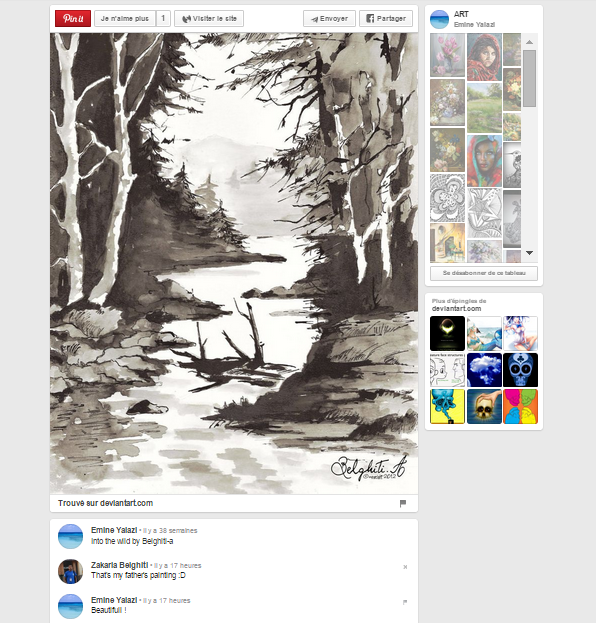 Pin it
Je n'aime plus
1
Visiter le site
Envoyer
Partager
Belghiti.A
2012
Trouvé sur deviantart.com
Emine Yalazi • Il y a 38 semaines
into the wild by Belghiti-a
Zakaria Belghiti • Il y a 17 heures
That's my father's painting :D
Emine Yalazi • Il y a 17 heures
Beautifull !
ART
Emine Yalazi
Se désabonner de ce tableau
Plus d'épingles de
deviantart.com